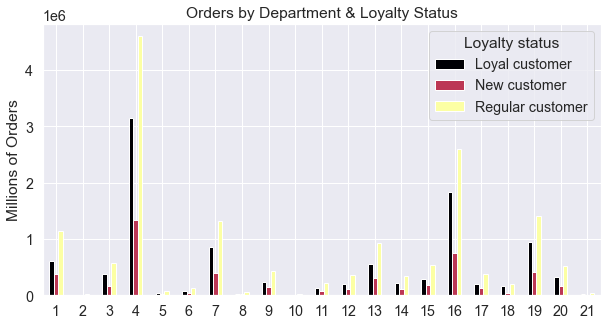 Orders by Department & Loyalty Status
1e6
Loyalty status
Loyal customer
New customer
Regular customer
Millions of Orders
4
3
2
1
0
1 2 3 4 5 6 7 8 9 10 11 12 13 14 15 16 17 18 19 20 21